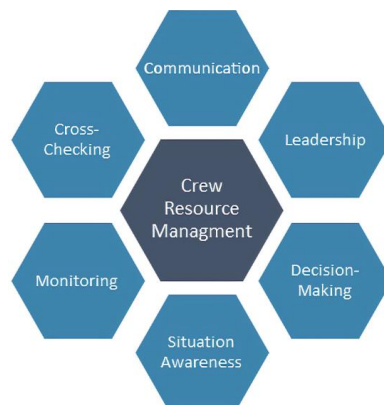 Communication
Cross-
Checking
Leadership
Crew
Resource
Managment
Monitoring
Decision-
Making
Situation
Awareness